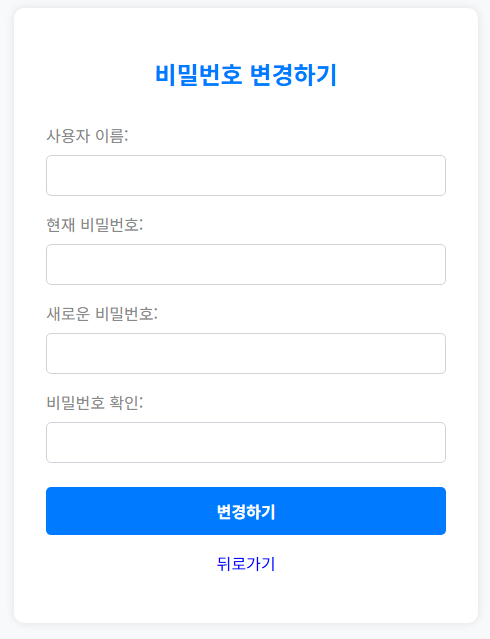 비밀번호 변경하기
사용자 이름:
현재 비밀번호:
새로운 비밀번호:
비밀번호 확인:
변경하기
뒤로가기